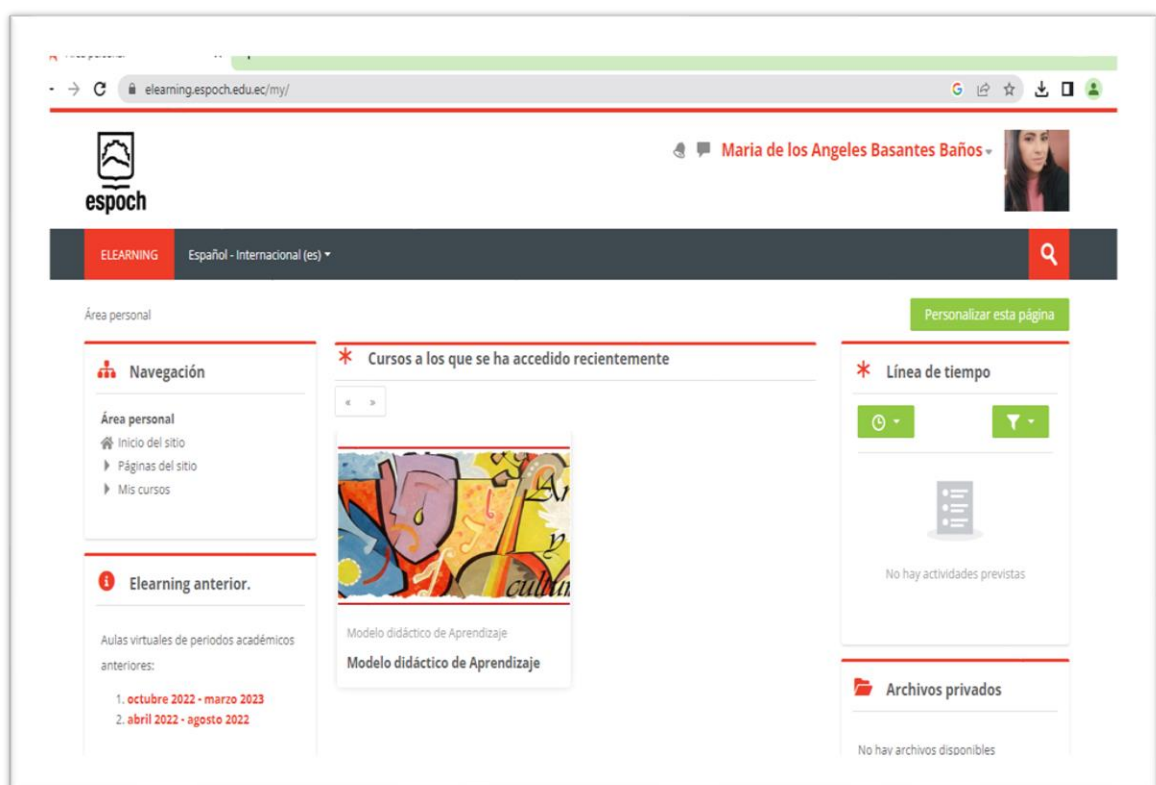 elearning.espoch.edu.ec/my/
espoch
Maria de los Angeles Basantes Baños
ELEARNING
Español - Internacional (es)
Área personal
Personalizar esta página
Navegación
Área personal
Inicio del sitio
Páginas del sitio
Mis cursos
Elearning anterior.
Aulas virtuales de periodos académicos
anteriores:
1. octubre 2022 - marzo 2023
2. abril 2022 - agosto 2022
Cursos a los que se ha accedido recientemente
« »
Ar
y
cultur
Modelo didáctico de Aprendizaje
Modelo didáctico de Aprendizaje
Línea de tiempo
No hay actividades previstas
Archivos privados
No hay archivos disponibles